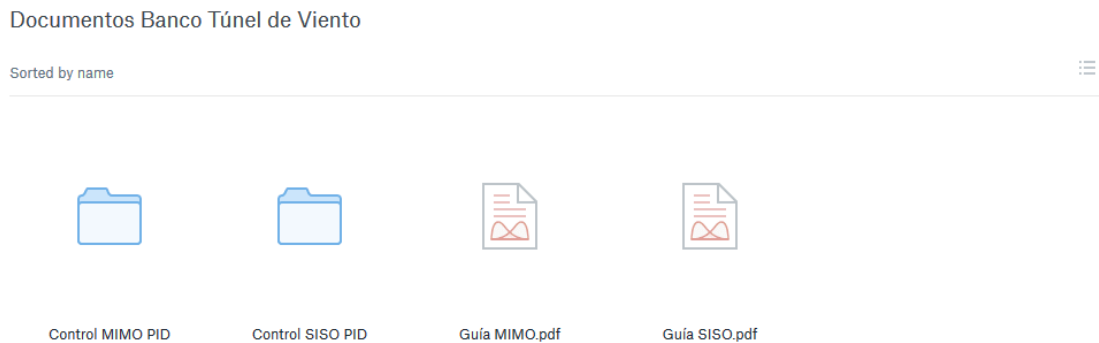 Documentos Banco Túnel de Viento
Sorted by name
Control MIMO PID
Control SISO PID
Guía MIMO.pdf
Guía SISO.pdf